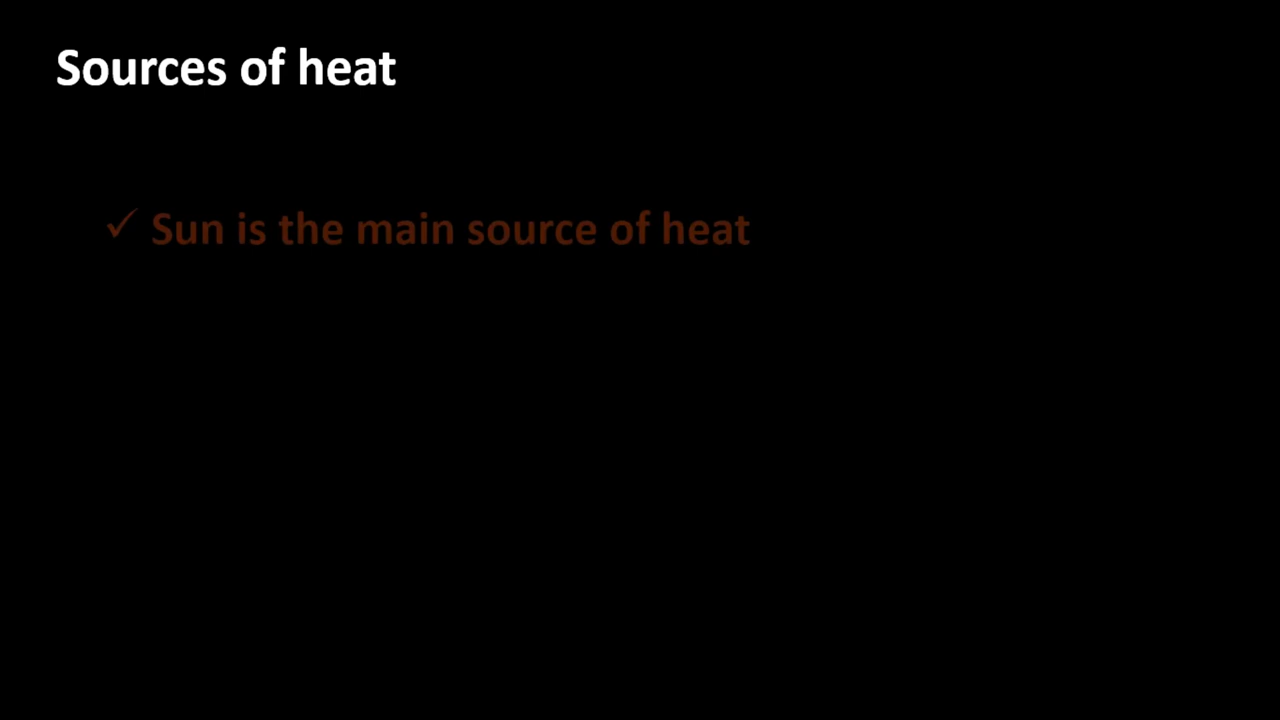 Sources of heat
✓ Sun is the main source of heat